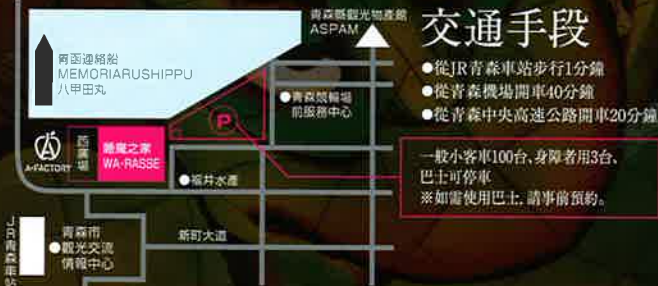 青森縣觀光物產館
ASPAM
青函連絡船
MEMORIARUSHIPPU
八甲田丸
P
●青森競輪場
前服務中心
A-FACTORY
西廣場
睡魔之家
WA-RASSE
●福井水產
JR青森車站
青森市
●觀光交流
情報中心
新町大道
交通手段
●從JR青森車站步行1分鐘
●從青森機場開車40分鐘
●從青森中央高速公路開車20分鐘
一般小客車100台、身障者用3台、
巴士可停車
※如需使用巴士，請事前預約。